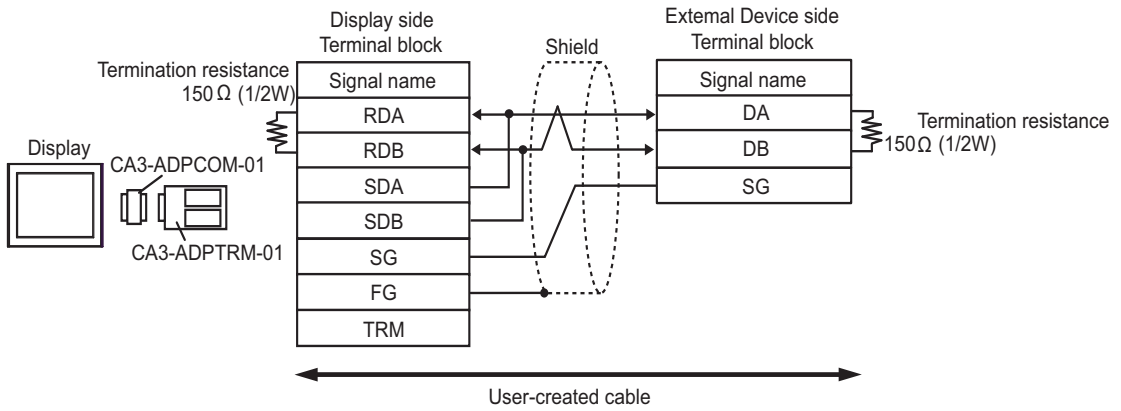 Display side
Terminal block
External Device side
Terminal block
Shield
Termination resistance
150Ω (1/2W)
Signal name
RDA
RDB
SDA
SDB
SG
FG
TRM
Signal name
DA
DB
SG
Termination resistance
150Ω (1/2W)
Display
CA3-ADPCOM-01
CA3-ADPTRM-01
User-created cable